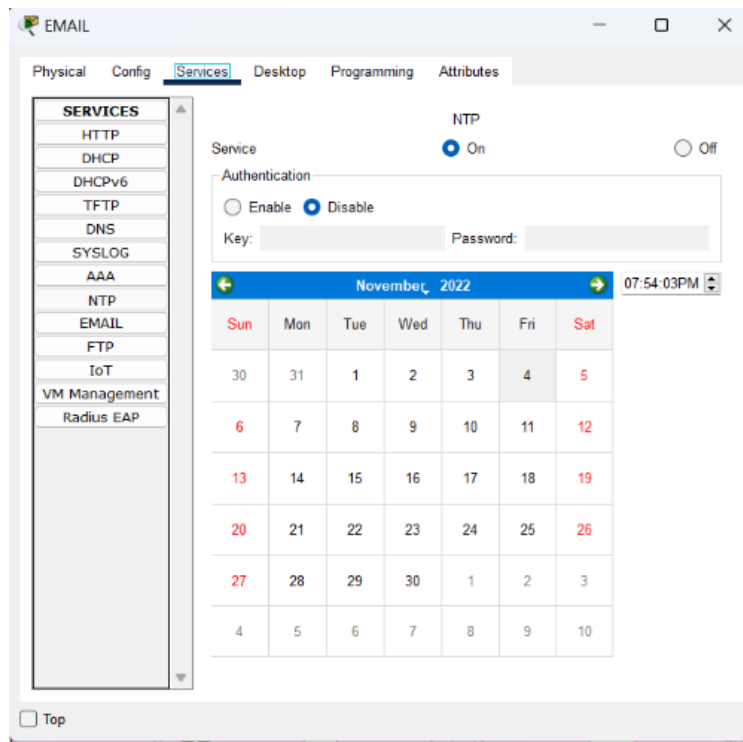 EMAIL
Physical Config Services Desktop Programming Attributes
SERVICES
HTTP
DHCP
DHCPv6
TFTP
DNS
SYSLOG
AAA
NTP
EMAIL
FTP
IoT
VM Management
Radius EAP
NTP
Service On Off
Authentication
Enable Disable
Key: Password:
November, 2022 07:54:03PM
Sun Mon Tue Wed Thu Fri Sat
30 31 1 2 3 4 5
6 7 8 9 10 11 12
13 14 15 16 17 18 19
20 21 22 23 24 25 26
27 28 29 30 1 2 3
4 5 6 7 8 9 10
Top